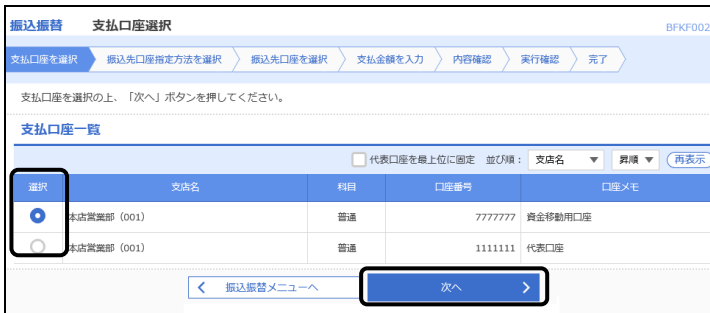 振込振替 支払口座選択 BFKF002
支払口座を選択 振込先口座指定方法を選択 振込先口座を選択 支払金額を入力 内容確認 実行確認 完了
支払口座を選択の上、「次へ」ボタンを押してください。
支払口座一覧
代表口座を最上位に固定 並び順： 支店名 ▼ 昇順 ▼ 再表示
選択 支店名 科目 口座番号 口座メモ
本店営業部（001） 普通 7777777 資金移動用口座
本店営業部（001） 普通 1111111 代表口座
振込振替メニューへ 次へ